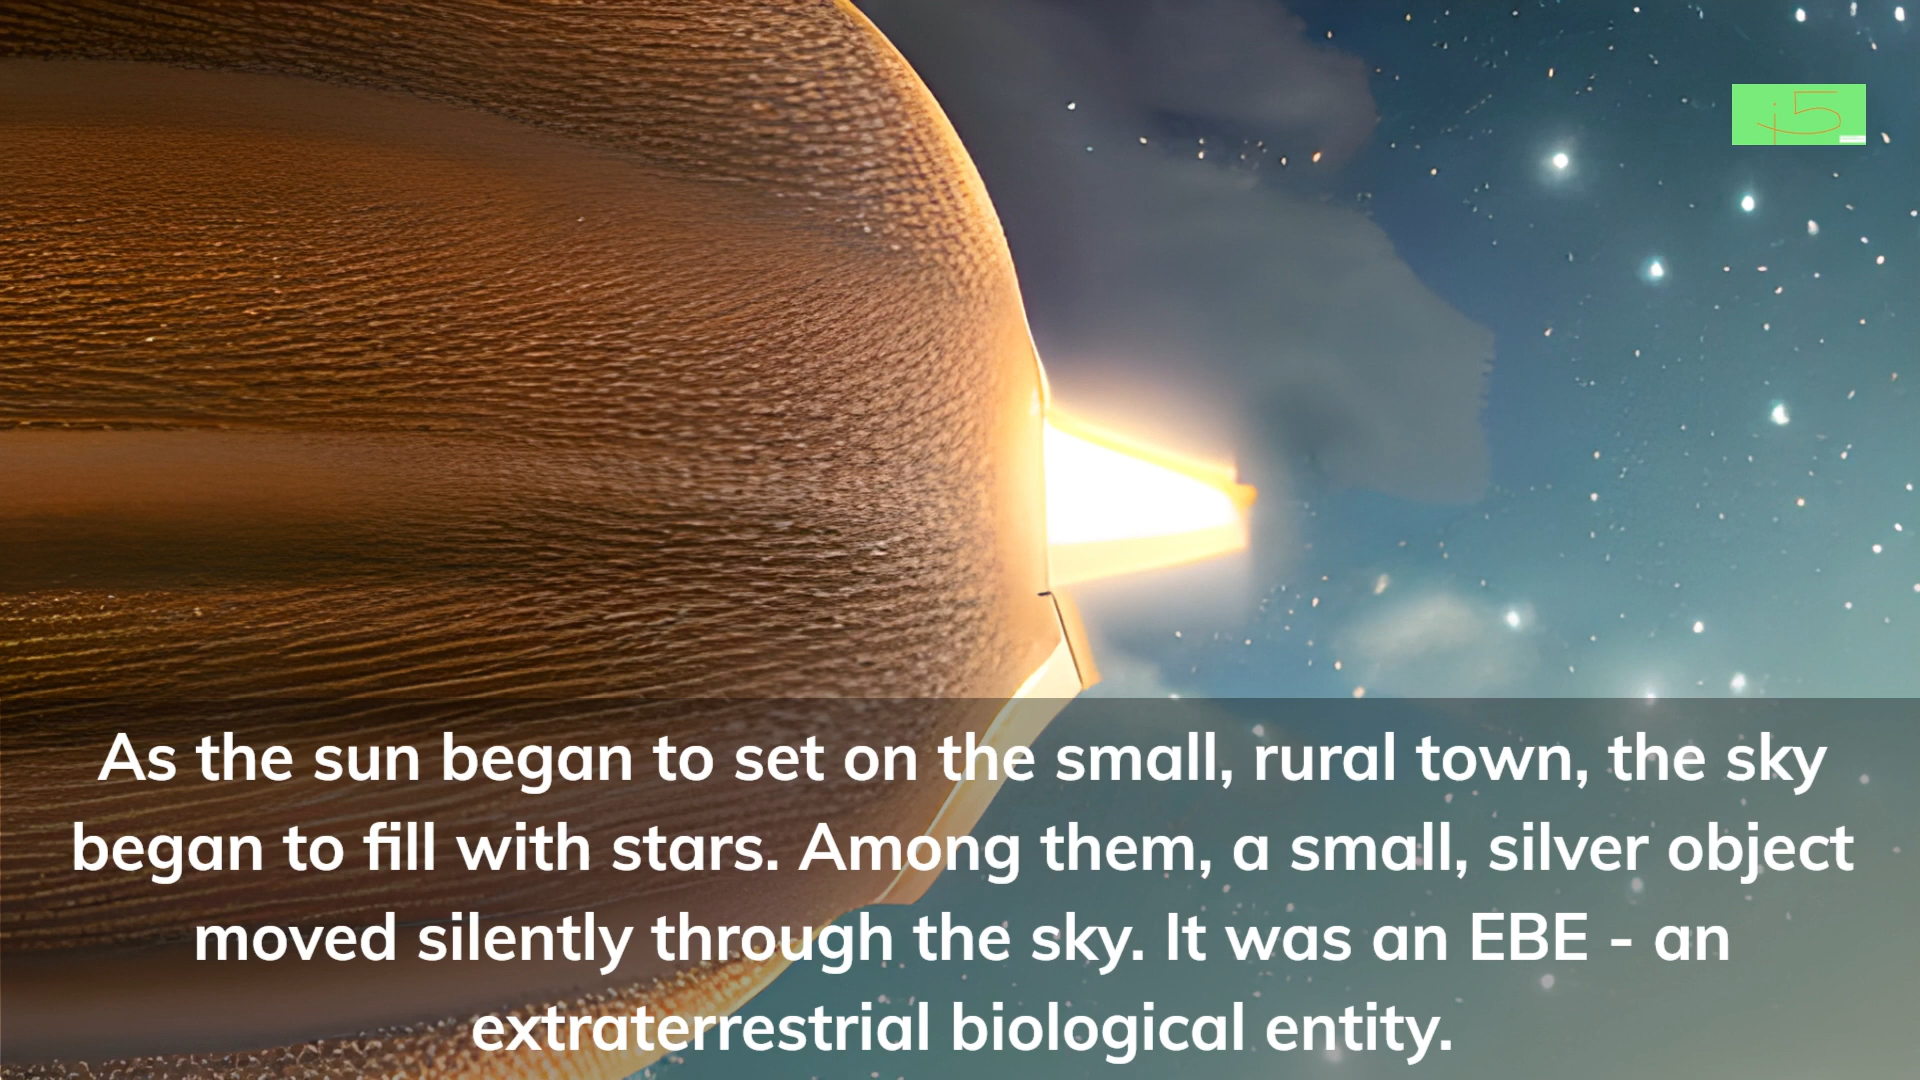 i5
As the sun began to set on the small, rural town, the sky
began to fill with stars. Among them, a small, silver object
moved silently through the sky. It was an EBE - an
extraterrestrial biological entity.